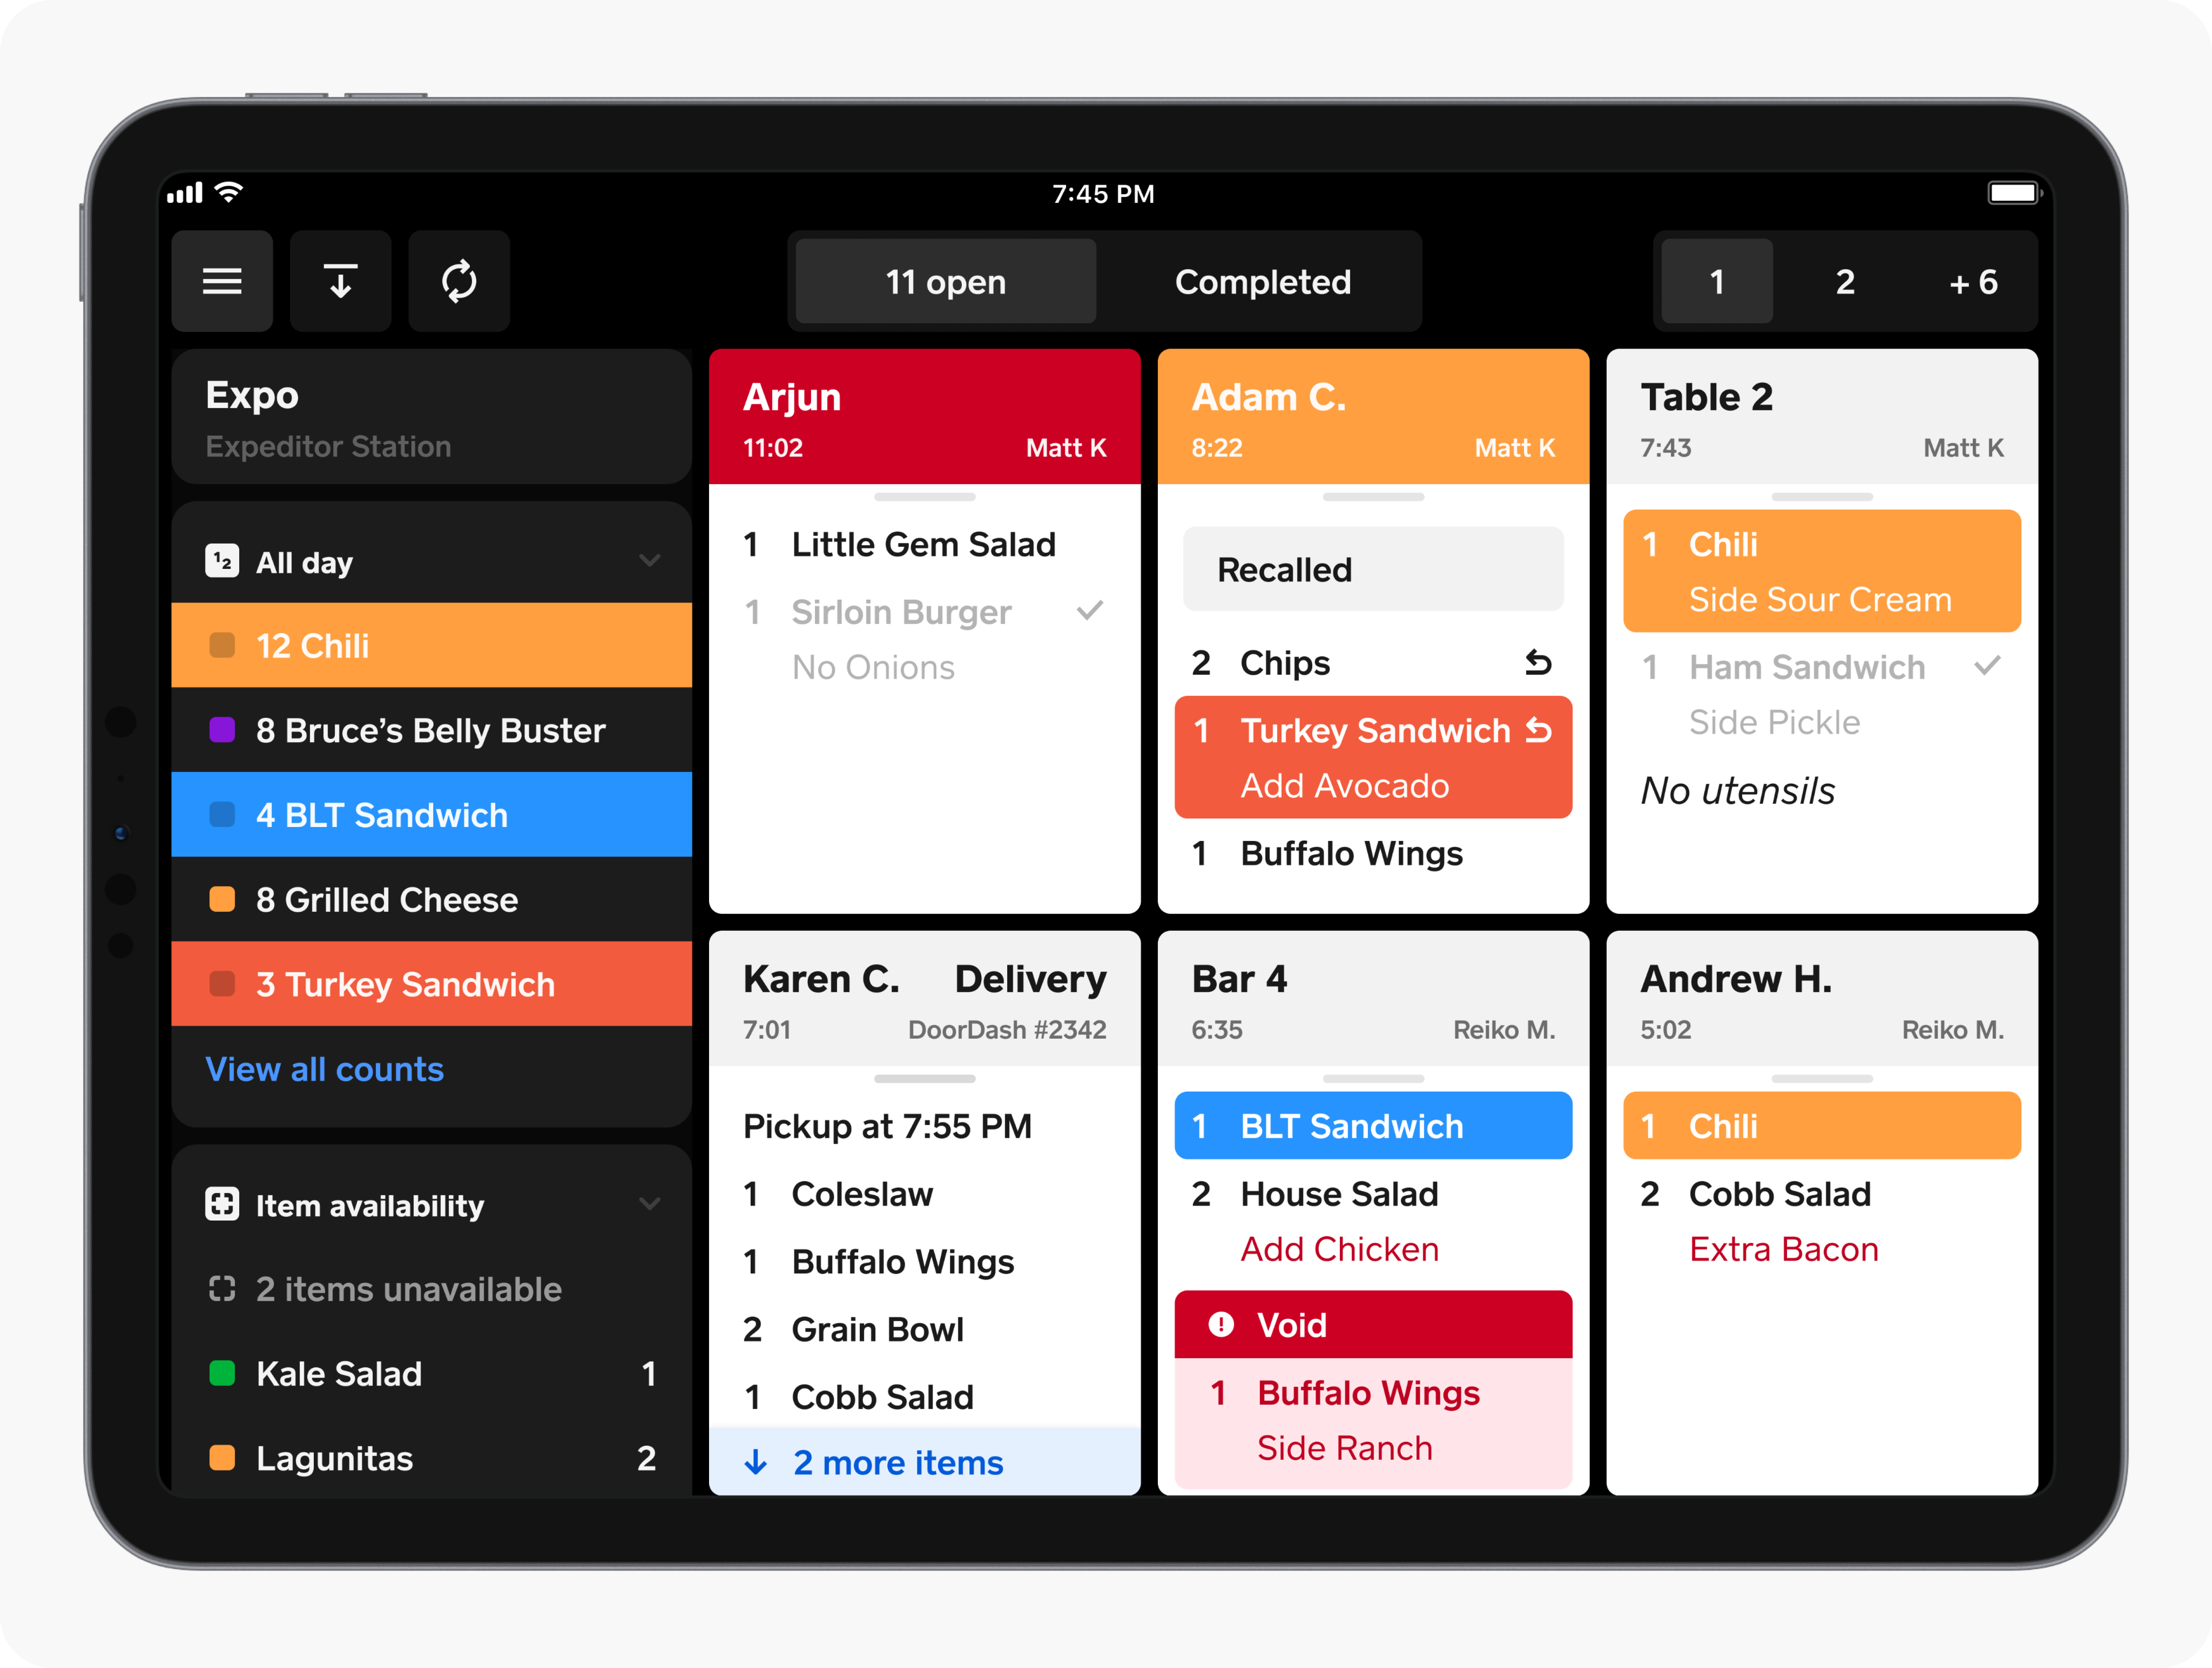 7:45 PM
11 open
Completed
1
2
+ 6
Expo
Expeditor Station
1 2 All day
12 Chili
8 Bruce’s Belly Buster
4 BLT Sandwich
8 Grilled Cheese
3 Turkey Sandwich
View all counts
Item availability
2 items unavailable
Kale Salad 1
Lagunitas 2
Arjun
11:02 Matt K
1 Little Gem Salad
1 Sirloin Burger
No Onions
Adam C.
8:22 Matt K
Recalled
2 Chips
1 Turkey Sandwich
Add Avocado
1 Buffalo Wings
Table 2
7:43 Matt K
1 Chili
Side Sour Cream
1 Ham Sandwich
Side Pickle
No utensils
Karen C. Delivery
7:01 DoorDash #2342
Pickup at 7:55 PM
1 Coleslaw
1 Buffalo Wings
2 Grain Bowl
1 Cobb Salad
2 more items
Bar 4
6:35 Reiko M.
1 BLT Sandwich
2 House Salad
Add Chicken
Void
1 Buffalo Wings
Side Ranch
Andrew H.
5:02 Reiko M.
1 Chili
2 Cobb Salad
Extra Bacon